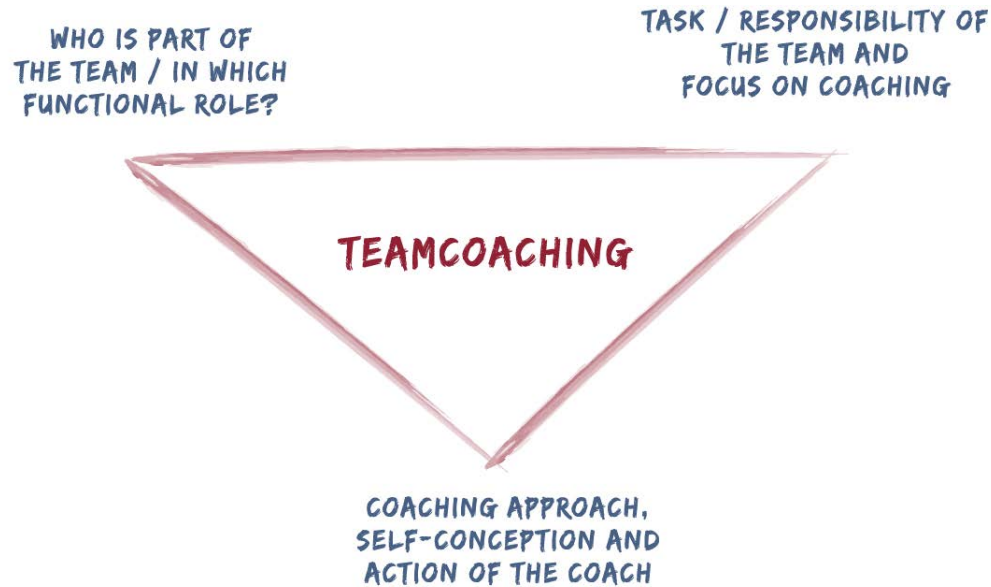 WHO IS PART OF
THE TEAM / IN WHICH
FUNCTIONAL ROLE?
TASK / RESPONSIBILITY OF
THE TEAM AND
FOCUS ON COACHING
TEAMCOACHING
COACHING APPROACH,
SELF-CONCEPTION AND
ACTION OF THE COACH